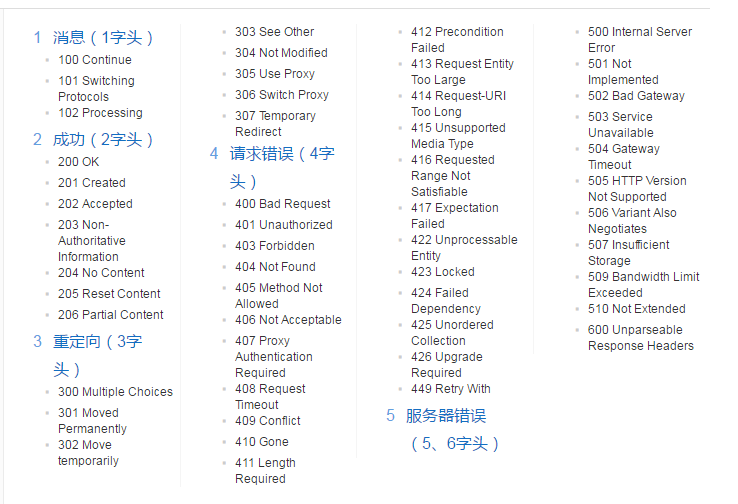 1 消息（1字头）
100 Continue
101 Switching
Protocols
102 Processing
2 成功（2字头）
200 OK
201 Created
202 Accepted
203 Non-
Authoritative
Information
204 No Content
205 Reset Content
206 Partial Content
3 重定向（3字
头）
300 Multiple Choices
301 Moved
Permanently
302 Move
temporarily
303 See Other
304 Not Modified
305 Use Proxy
306 Switch Proxy
307 Temporary
Redirect
4 请求错误（4字
头）
400 Bad Request
401 Unauthorized
403 Forbidden
404 Not Found
405 Method Not
Allowed
406 Not Acceptable
407 Proxy
Authentication
Required
408 Request
Timeout
409 Conflict
410 Gone
411 Length
Required
412 Precondition
Failed
413 Request Entity
Too Large
414 Request-URI
Too Long
415 Unsupported
Media Type
416 Requested
Range Not
Satisfiable
417 Expectation
Failed
422 Unprocessable
Entity
423 Locked
424 Failed
Dependency
425 Unordered
Collection
426 Upgrade
Required
449 Retry With
5 服务器错误
（5、6字头）
500 Internal Server
Error
501 Not
Implemented
502 Bad Gateway
503 Service
Unavailable
504 Gateway
Timeout
505 HTTP Version
Not Supported
506 Variant Also
Negotiates
507 Insufficient
Storage
509 Bandwidth Limit
Exceeded
510 Not Extended
600 Unparseable
Response Headers